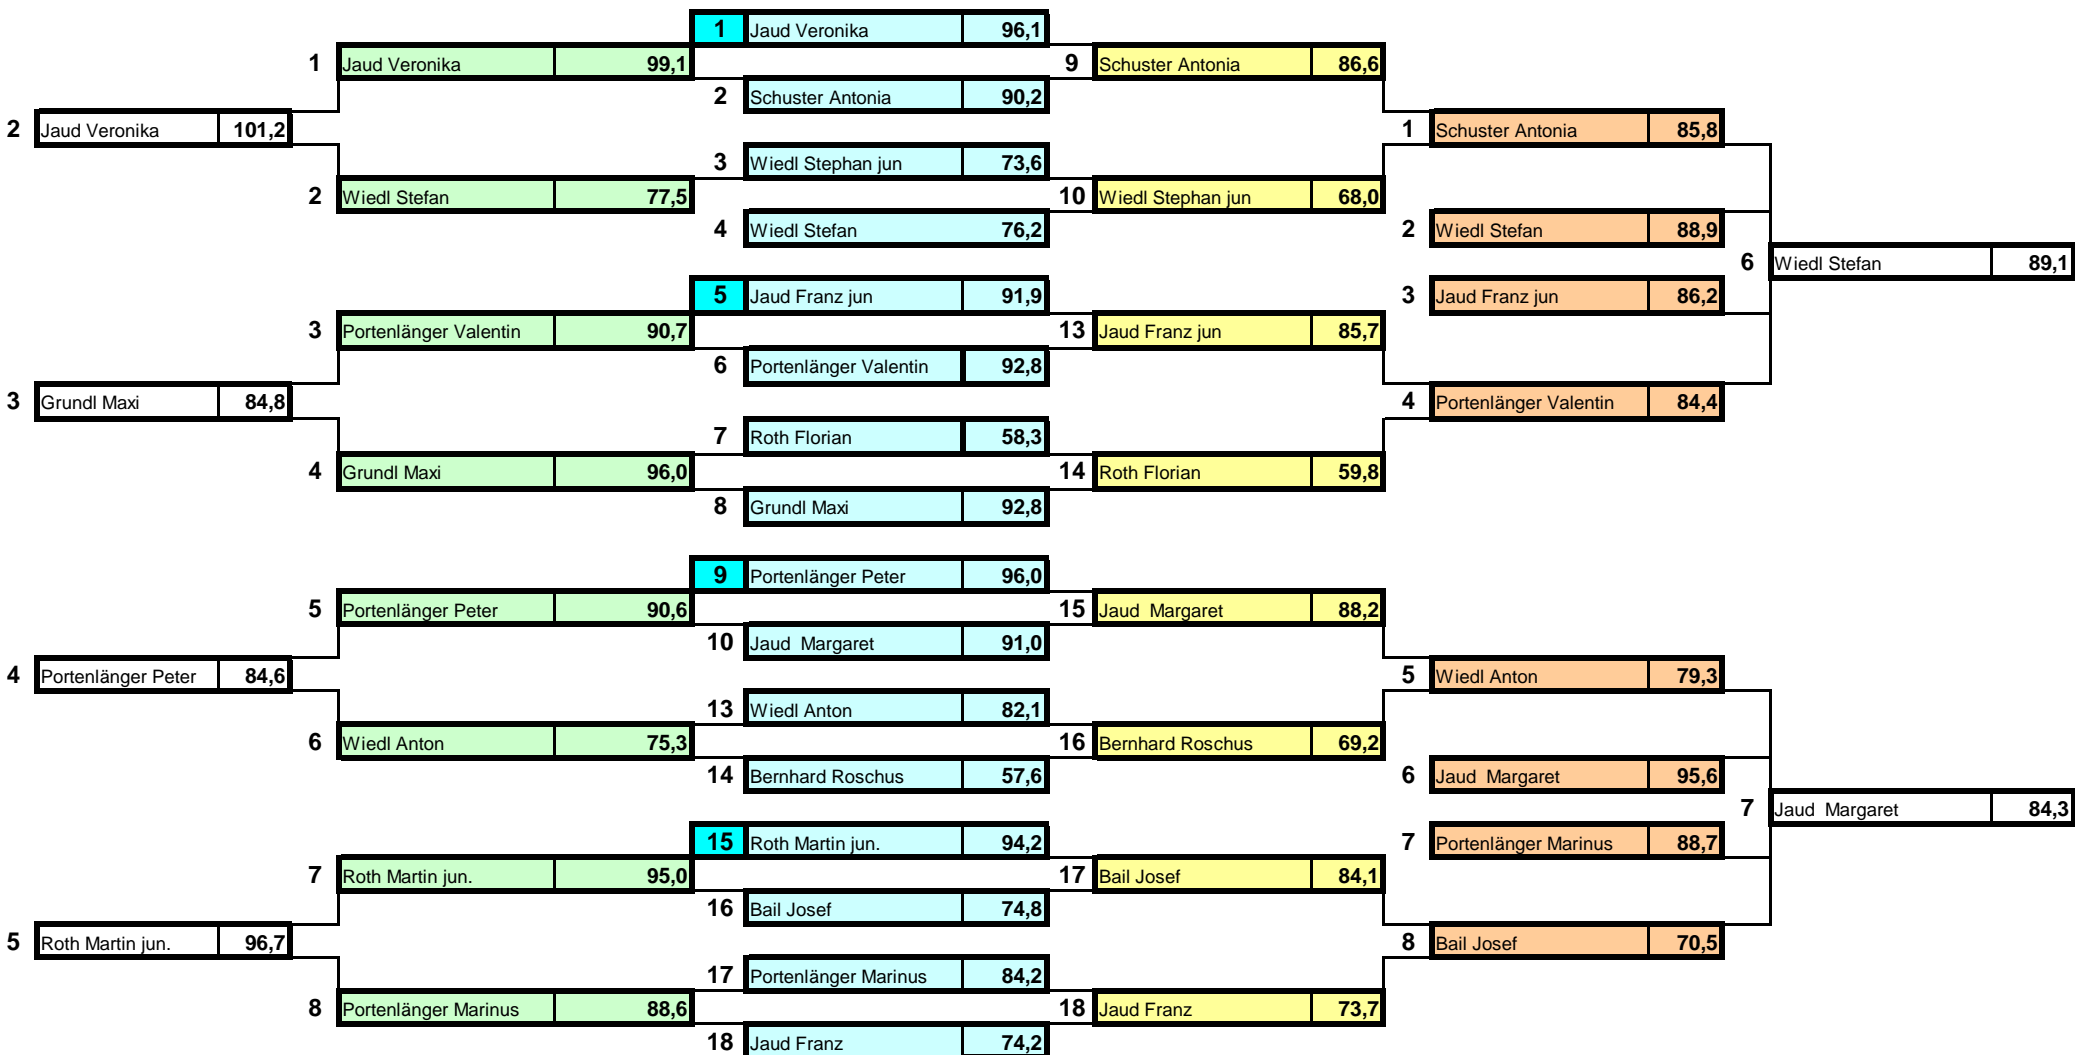 1 Jaud Veronika 96,1
1 Jaud Veronika 99,1 9 Schuster Antonia 86,6
2 Schuster Antonia 90,2
2 Jaud Veronika 101,2 1 Schuster Antonia 85,8
3 Wiedl Stephan jun 73,6
2 Wiedl Stefan 77,5 10 Wiedl Stephan jun 68,0
4 Wiedl Stefan 76,2 2 Wiedl Stefan 88,9
6 Wiedl Stefan 89,1
5 Jaud Franz jun 91,9 3 Jaud Franz jun 86,2
3 Portenlänger Valentin 90,7 13 Jaud Franz jun 85,7
6 Portenlänger Valentin 92,8
3 Grundl Maxi 84,8 4 Portenlänger Valentin 84,4
7 Roth Florian 58,3
4 Grundl Maxi 96,0 14 Roth Florian 59,8
8 Grundl Maxi 92,8
9 Portenlänger Peter 96,0
5 Portenlänger Peter 90,6 15 Jaud  Margaret 88,2
10 Jaud  Margaret 91,0
4 Portenlänger Peter 84,6 5 Wiedl Anton 79,3
13 Wiedl Anton 82,1
6 Wiedl Anton 75,3 16 Bernhard Roschus 69,2
14 Bernhard Roschus 57,6 6 Jaud  Margaret 95,6
7 Jaud  Margaret 84,3
15 Roth Martin jun. 94,2 7 Portenlänger Marinus 88,7
7 Roth Martin jun. 95,0 17 Bail Josef 84,1
16 Bail Josef 74,8
5 Roth Martin jun. 96,7 8 Bail Josef 70,5
17 Portenlänger Marinus 84,2
8 Portenlänger Marinus 88,6 18 Jaud Franz 73,7
18 Jaud Franz 74,2